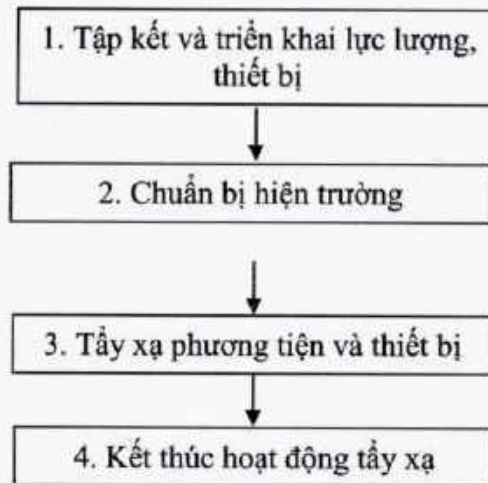 1. Tập kết và triển khai lực lượng,
thiết bị
2. Chuẩn bị hiện trường
3. Tẩy xạ phương tiện và thiết bị
4. Kết thúc hoạt động tẩy xạ